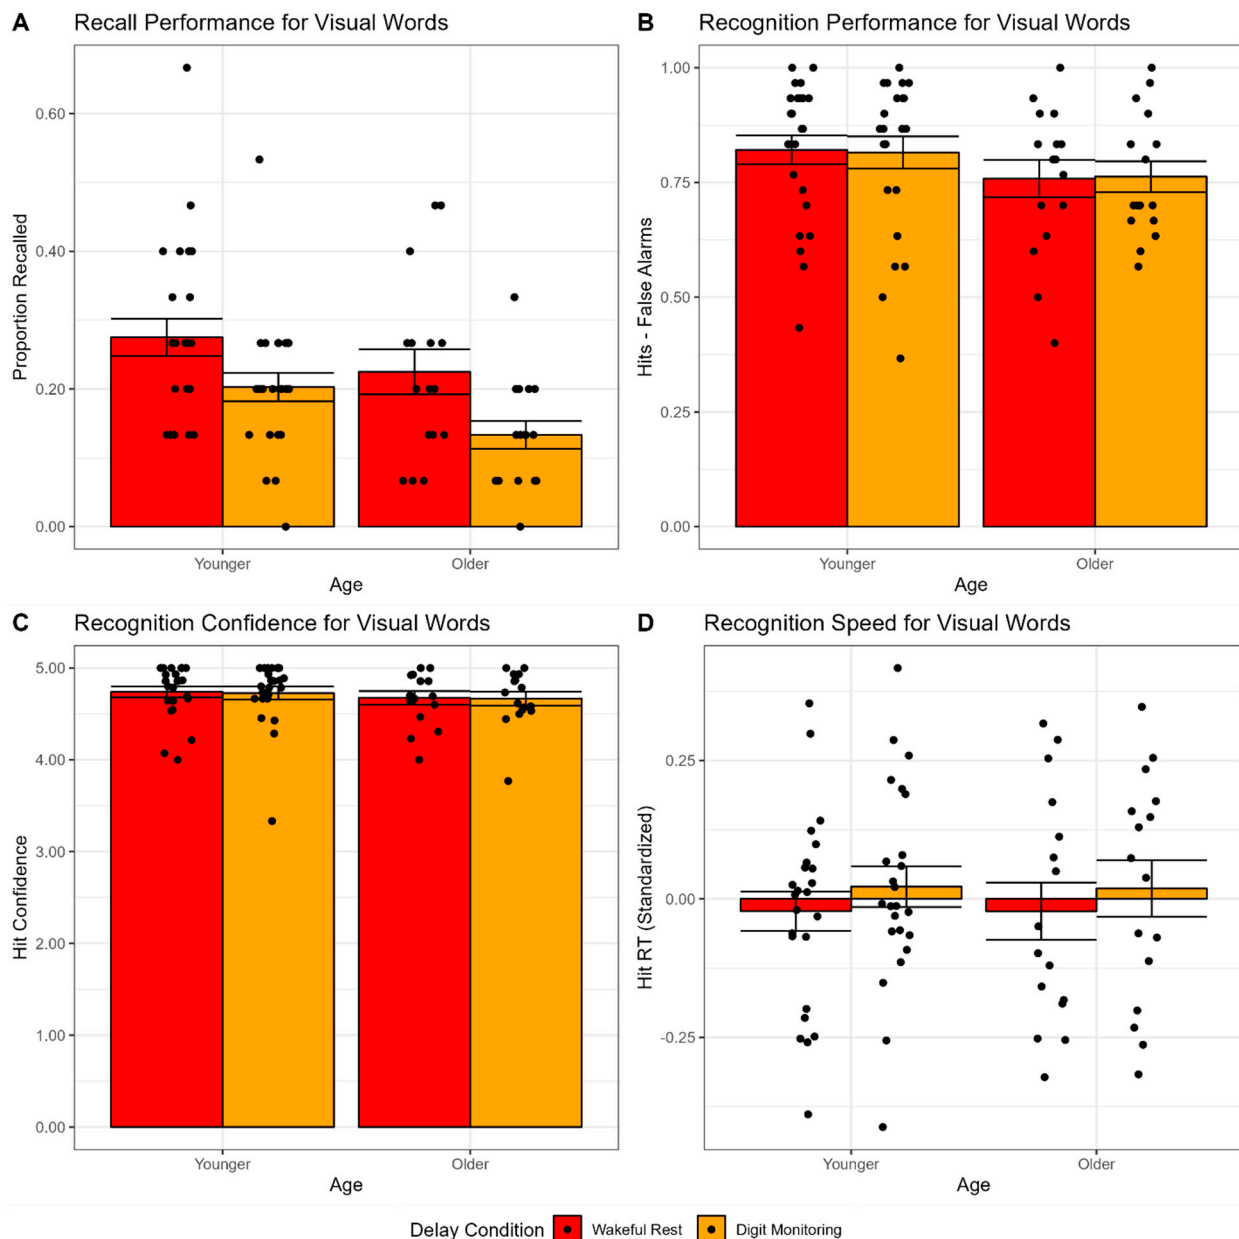 A Recall Performance for Visual Words
0.60
0.40
0.20
0.00
Proportion Recalled
Younger Older
Age
B Recognition Performance for Visual Words
1.00
0.75
0.50
0.25
0.00
Hits - False Alarms
Younger Older
Age
C Recognition Confidence for Visual Words
5.00
4.00
3.00
2.00
1.00
0.00
Hit Confidence
Younger Older
Age
D Recognition Speed for Visual Words
0.25
0.00
-0.25
Hit RT (Standardized)
Younger Older
Age
Delay Condition Wakeful Rest Digit Monitoring